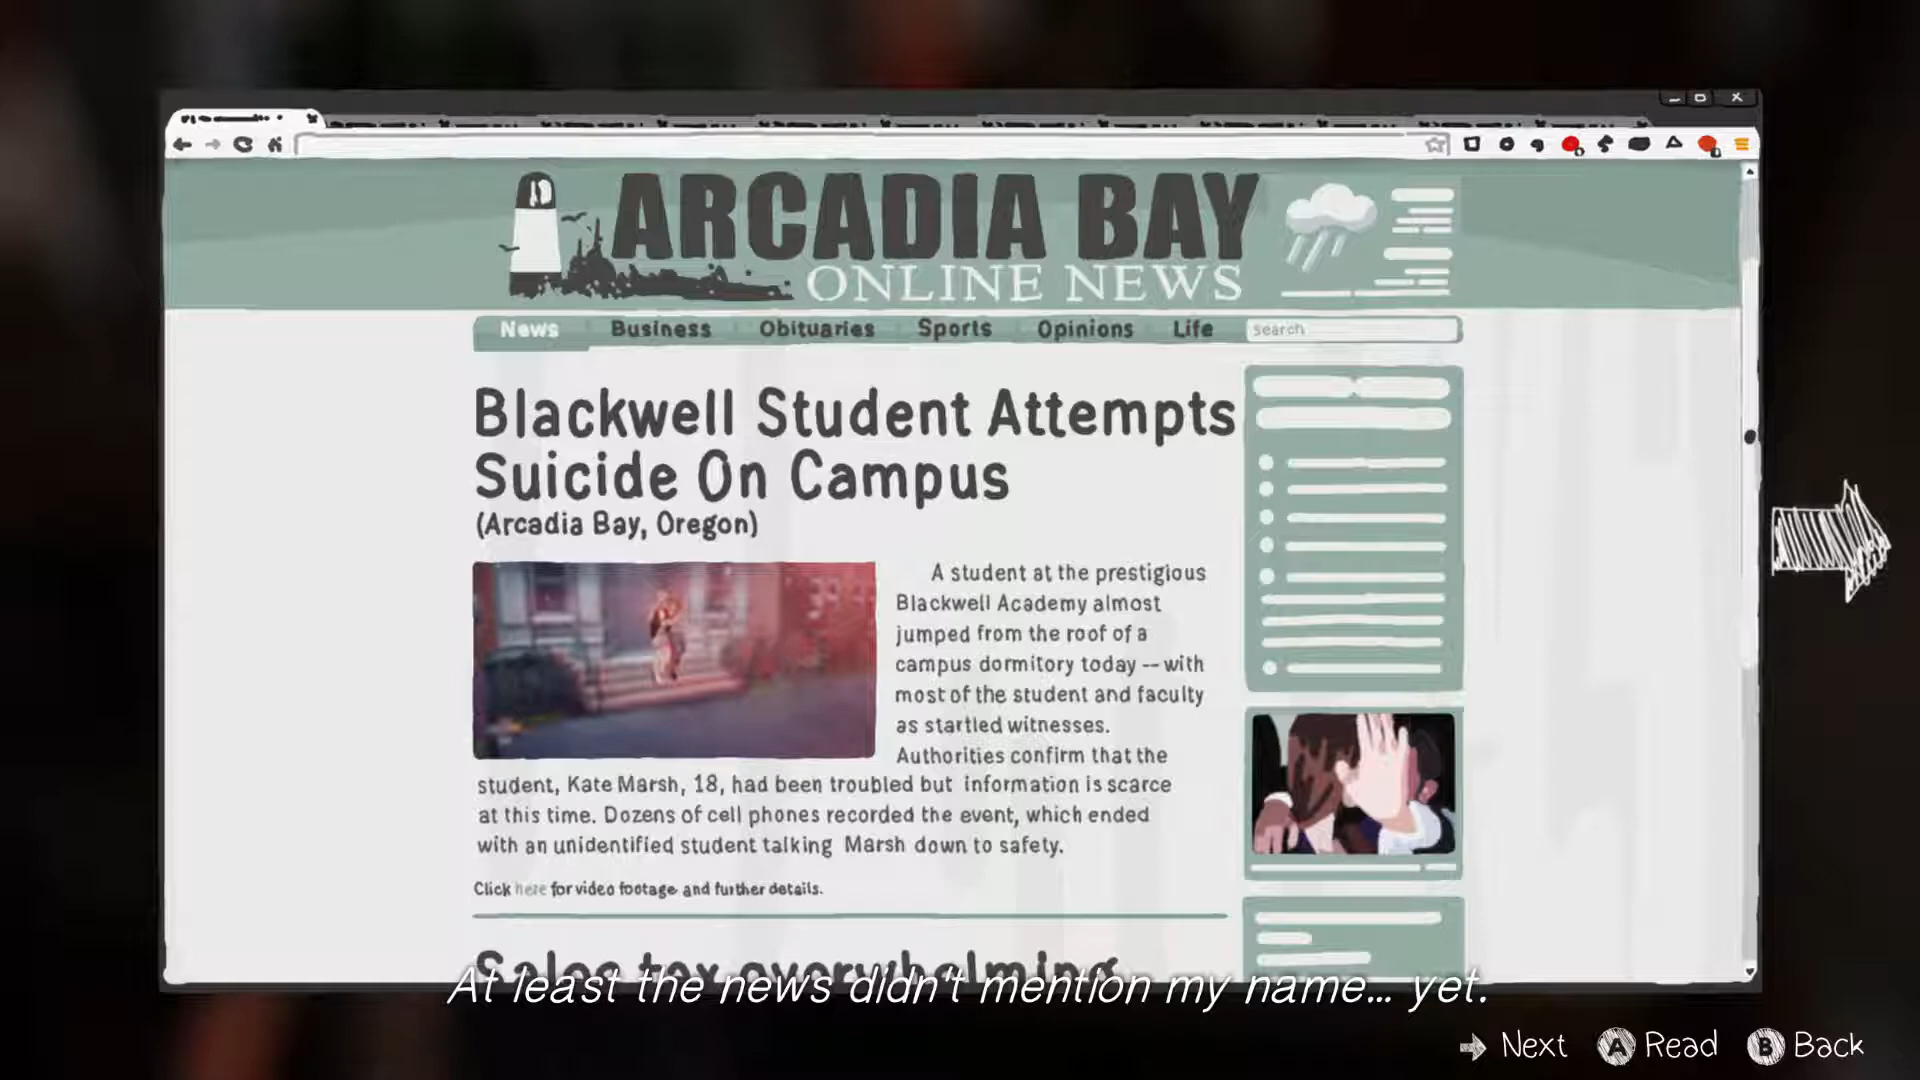 ARCADIA BAY
ONLINE NEWS
News Business Obituaries Sports Opinions Life search
Blackwell Student Attempts
Suicide On Campus
(Arcadia Bay, Oregon)
A student at the prestigious
Blackwell Academy almost
jumped from the roof of a
campus dormitory today -- with
most of the student and faculty
as startled witnesses.
Authorities confirm that the
student, Kate Marsh, 18, had been troubled but information is scarce
at this time. Dozens of cell phones recorded the event, which ended
with an unidentified student talking Marsh down to safety.
Click here for video footage and further details.
Sales tax overwhelming
At least the news didn't mention my name... yet.
Next A Read B Back